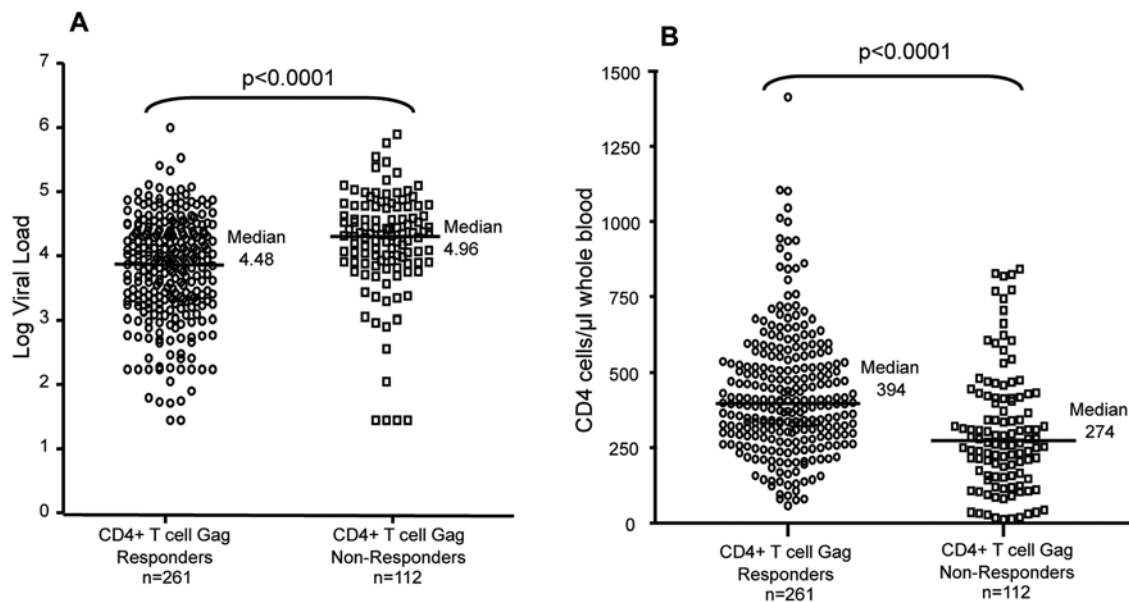 A
p<0.0001
Log Viral Load
7
6
5
4
3
2
1
0
Median
4.48
Median
4.96
CD4+ T cell Gag
Responders
n=261
CD4+ T cell Gag
Non-Responders
n=112
B
p<0.0001
CD4 cells/µl whole blood
1500
1250
1000
750
500
250
0
Median
394
Median
274
CD4+ T cell Gag
Responders
n=261
CD4+ T cell Gag
Non-Responders
n=112